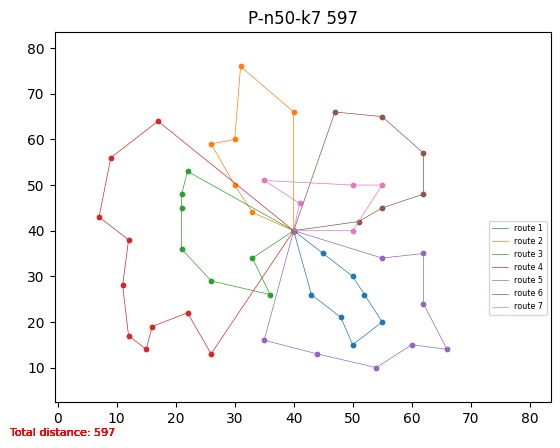 P-n50-k7 597
80
70
60
50
40
30
20
10
0 10 20 30 40 50 60 70 80
route 1
route 2
route 3
route 4
route 5
route 6
route 7
Total distance: 597